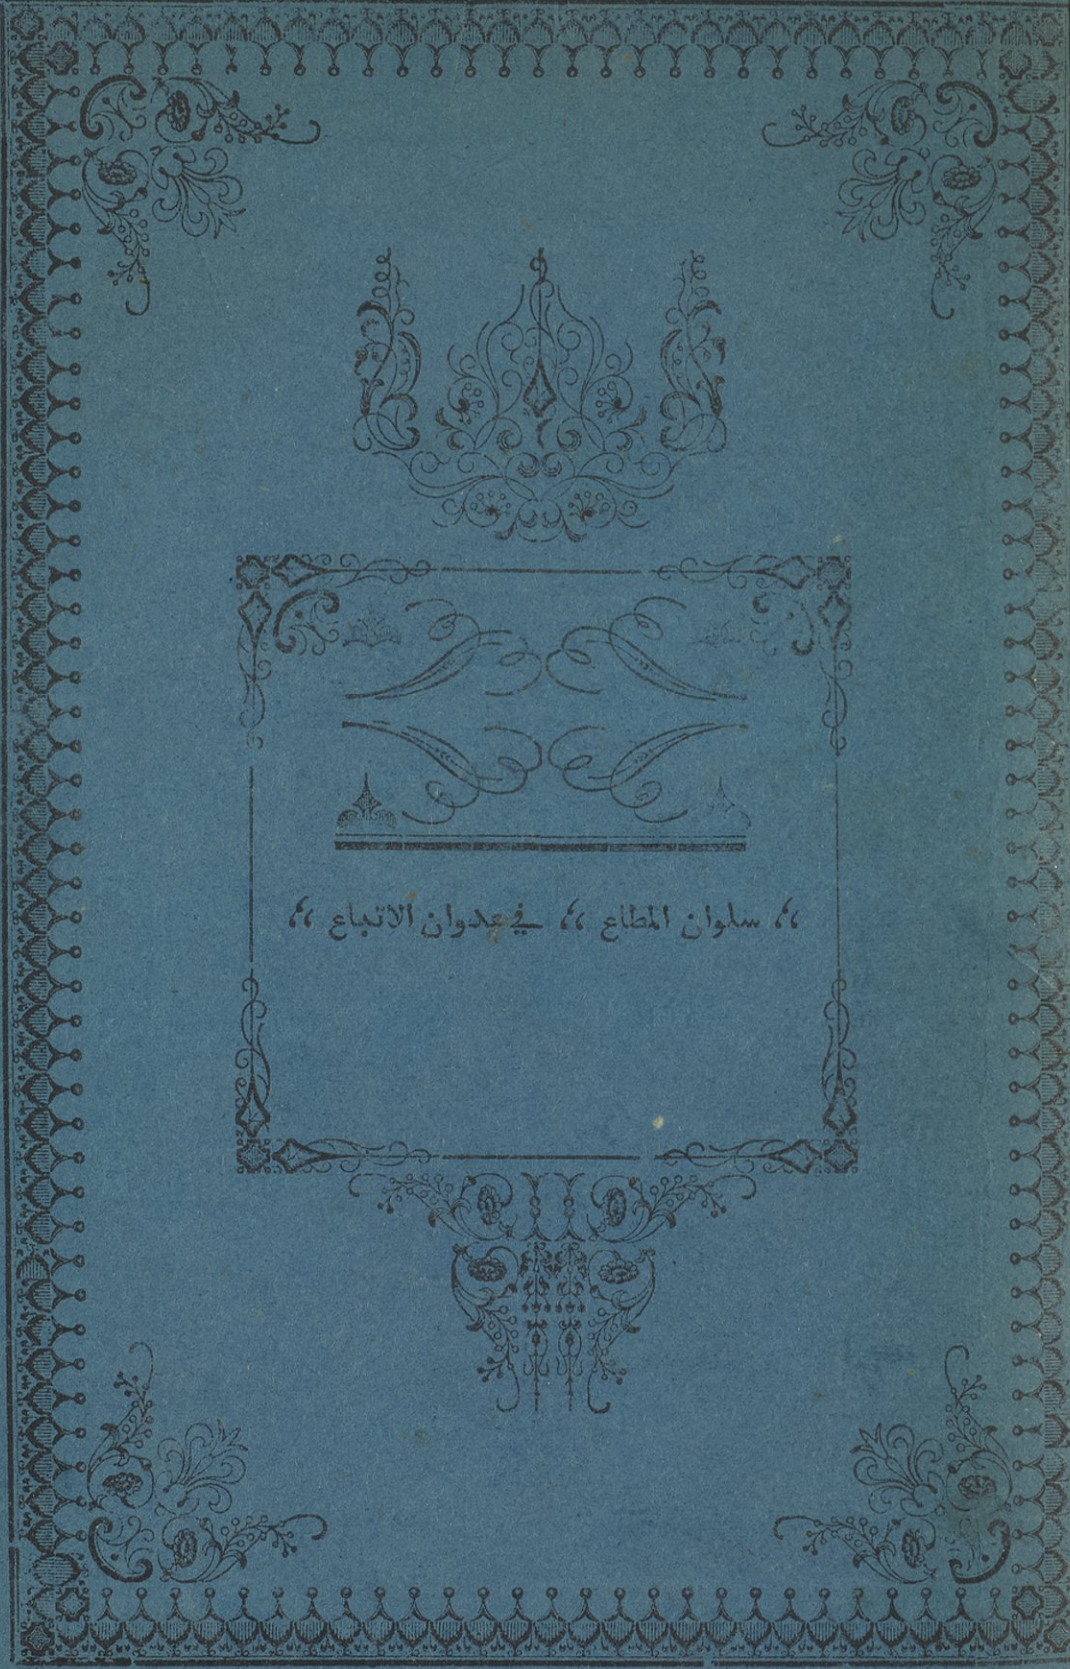 ” سلوان المطاع “ في عدوان الاتباع “